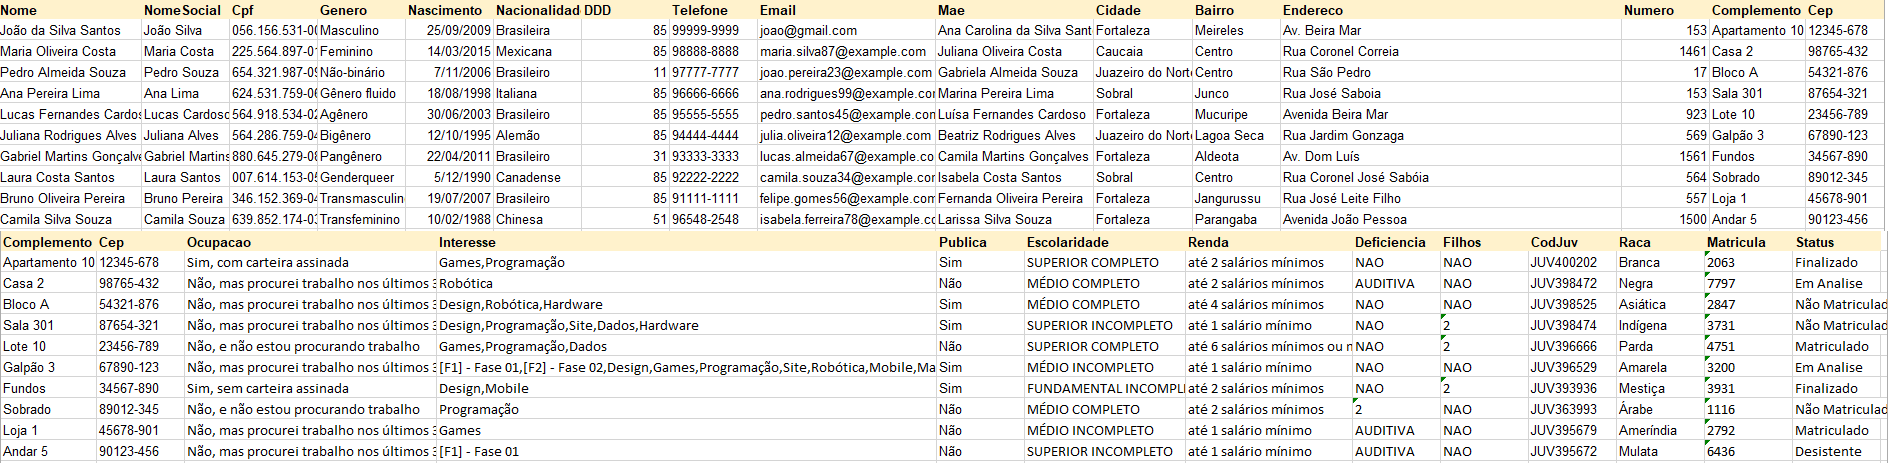 Nome NomeSocial Cpf Genero Nascimento Nacionalidad DDD Telefone Email Mae Cidade Bairro Endereco Numero Complemento Cep
João da Silva Santos João Silva 056.156.531-00 Masculino 25/09/2009 Brasileira 85 99999-9999 joao@gmail.com Ana Carolina da Silva Sant Fortaleza Meireles Av. Beira Mar 153 Apartamento 10 12345-678
Maria Oliveira Costa Maria Costa 225.564.897-0 Feminino 14/03/2015 Mexicana 85 98888-8888 maria.silva87@example.com Juliana Oliveira Costa Caucaia Centro Rua Coronel Correia 1461 Casa 2 98765-432
Pedro Almeida Souza Pedro Souza 654.321.987-0 Não-binário 7/11/2006 Brasileiro 11 97777-7777 joao.pereira23@example.com Gabriela Almeida Souza Juazeiro do Norte Centro Rua São Pedro 17 Bloco A 54321-876
Ana Pereira Lima Ana Lima 624.531.759-0 Gênero fluido 18/08/1998 Italiana 85 96666-6666 ana.rodrigues99@example.com Marina Pereira Lima Sobral Junco Rua José Saboia 153 Sala 301 87654-321
Lucas Fernandes Cardos Lucas Cardoso 564.918.534-0 Agênero 30/06/2003 Brasileiro 85 95555-5555 pedro.santos45@example.com Luísa Fernandes Cardoso Fortaleza Mucuripe Avenida Beira Mar 923 Lote 10 23456-789
Juliana Rodrigues Alves Juliana Alves 564.286.759-0 Bigênero 12/10/1995 Alemão 85 94444-4444 julia.oliveira12@example.com Beatriz Rodrigues Alves Juazeiro do Norte Lagoa Seca Rua Jardim Gonzaga 569 Galpão 3 67890-123
Gabriel Martins Gonçalv Gabriel Martins 880.645.279-0 Pangênero 22/04/2011 Brasileiro 31 93333-3333 lucas.almeida67@example.co Camila Martins Gonçalves Fortaleza Aldeota Av. Dom Luís 1561 Fundos 34567-890
Laura Costa Santos Laura Santos 007.614.153-0 Genderqueer 5/12/1990 Canadense 85 92222-2222 camila.souza34@example.com Isabela Costa Santos Sobral Centro Rua Coronel José Sabóia 564 Sobrado 89012-345
Bruno Oliveira Pereira Bruno Pereira 346.152.369-0 Transmasculin 19/07/2007 Brasileiro 85 91111-1111 felipe.gomes56@example.com Fernanda Oliveira Pereira Fortaleza Jangurussu Rua José Leite Filho 557 Loja 1 45678-901
Camila Silva Souza Camila Souza 639.852.174-0 Transfeminino 10/02/1988 Chinesa 51 96548-2548 isabela.ferreira78@example.c Larissa Silva Souza Fortaleza Parangaba Avenida João Pessoa 1500 Andar 5 90123-456
Complemento Cep Ocupacao Interesse Publica Escolaridade Renda Deficiencia Filhos CodJuv Raca Matricula Status
Apartamento 10 12345-678 Sim, com carteira assinada Games,Programação Sim SUPERIOR COMPLETO até 2 salários mínimos NAO NAO JUV400202 Branca 2063 Finalizado
Casa 2 98765-432 Não, mas procurei trabalho nos últimos 3 Robótica Não MÉDIO COMPLETO até 2 salários mínimos AUDITIVA NAO JUV398472 Negra 7797 Em Analise
Bloco A 54321-876 Não, mas procurei trabalho nos últimos 3 Design,Robótica,Hardware Sim MÉDIO COMPLETO até 4 salários mínimos NAO NAO JUV398525 Asiática 2847 Não Matriculad
Sala 301 87654-321 Não, mas procurei trabalho nos últimos 3 Design,Programação,Site,Dados,Hardware Sim SUPERIOR INCOMPLETO até 1 salário mínimo NAO 2 JUV398474 Indígena 3731 Não Matriculad
Lote 10 23456-789 Não, e não estou procurando trabalho Games,Programação,Dados Não SUPERIOR COMPLETO até 6 salários mínimos ou n NAO 2 JUV396666 Parda 4751 Matriculado
Galpão 3 67890-123 Não, mas procurei trabalho nos últimos 3 [F1] - Fase 01,[F2] - Fase 02,Design,Games,Programação,Site,Robótica,Mobile,Ma Sim MÉDIO INCOMPLETO até 1 salário mínimo NAO NAO JUV396529 Amarela 3200 Em Analise
Fundos 34567-890 Sim, sem carteira assinada Design,Mobile Sim FUNDAMENTAL INCOMPL até 2 salários mínimos NAO 2 JUV393936 Mestiça 3931 Finalizado
Sobrado 89012-345 Não, e não estou procurando trabalho Programação Não MÉDIO COMPLETO até 2 salários mínimos 2 NAO JUV363993 Árabe 1116 Não Matriculad
Loja 1 45678-901 Não, mas procurei trabalho nos últimos 3 Games Não MÉDIO INCOMPLETO até 1 salário mínimo AUDITIVA NAO JUV395679 Ameríndia 2792 Matriculado
Andar 5 90123-456 Não, mas procurei trabalho nos últimos 3 [F1] - Fase 01 Não SUPERIOR INCOMPLETO até 1 salário mínimo AUDITIVA NAO JUV395672 Mulata 6436 Desistente